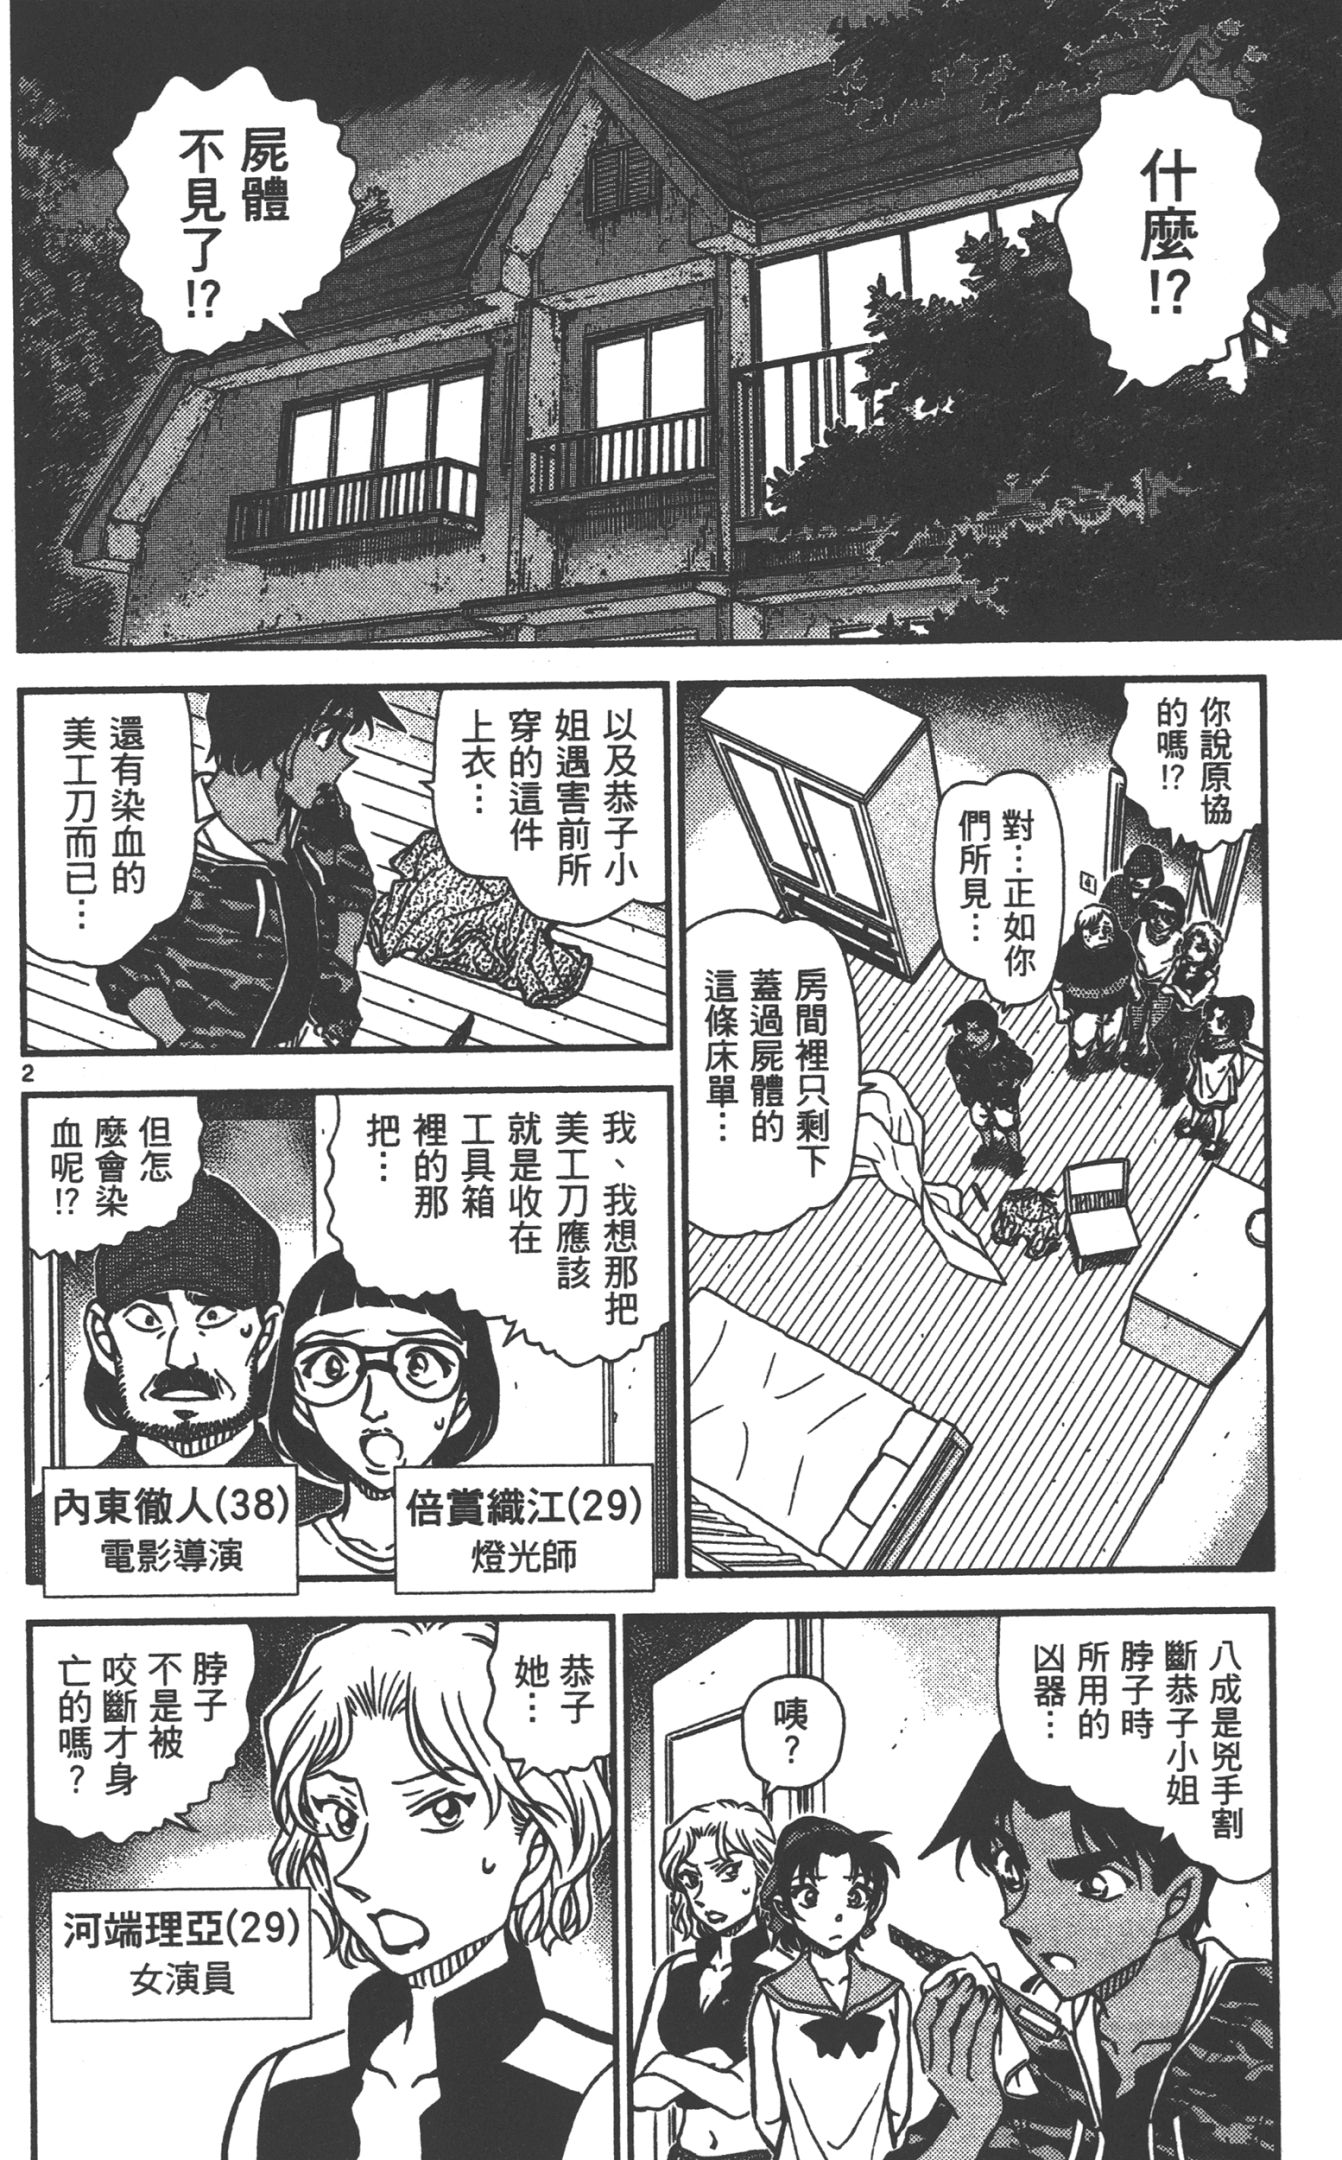 什麼!?
屍體
不見了!?
你說原協
的嗎!?
對…正如你
們所見…
房間裡只剩下
蓋過屍體的
這條床單…
以及恭子小
姐遇害前所
穿的這件
上衣…
還有染血的
美工刀而已…
2
我、我想那把
美工刀應該
就是收在
工具箱
裡的那
把…
但怎
麼會染
血呢!?
倍賞織江(29)
燈光師
內東徹人(38)
電影導演
八成是兇手割
斷恭子小姐
脖子時
所用的
凶器…
咦?
恭子
她…
脖子
不是被
咬斷才身
亡的嗎?
河端理亞(29)
女演員